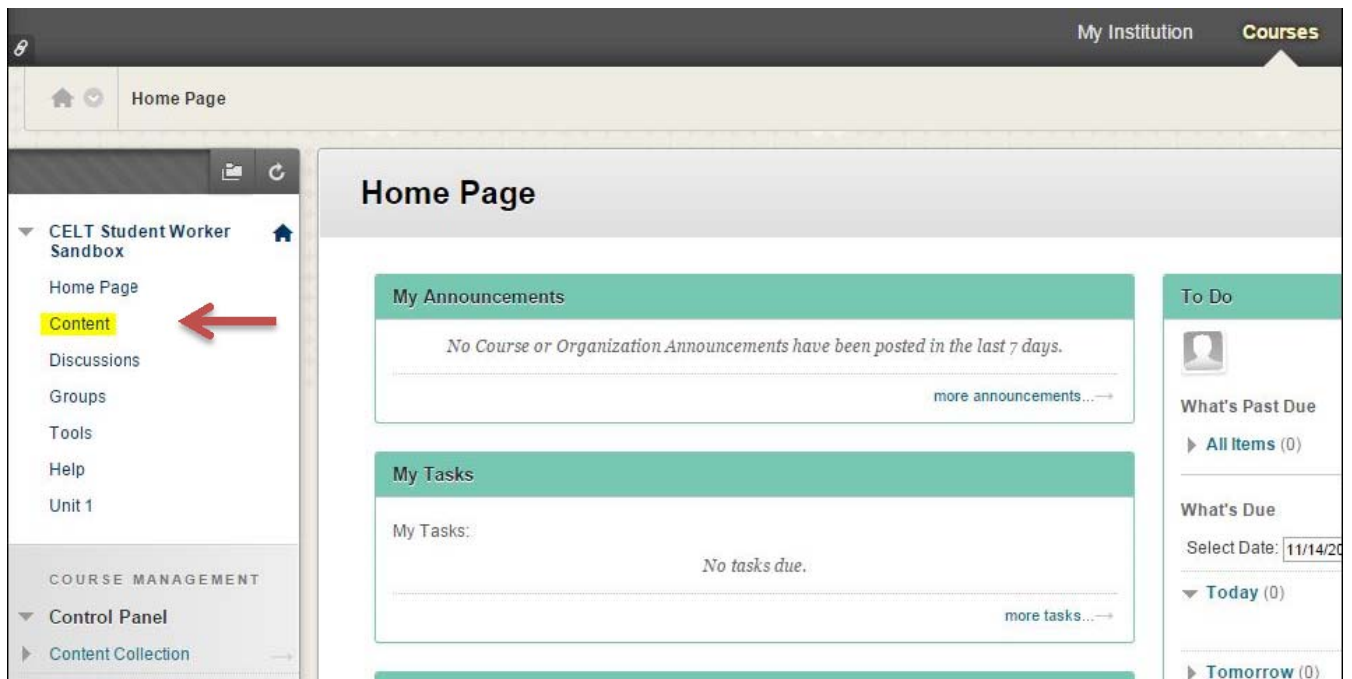 My Institution Courses
Home Page
Home Page
CELT Student Worker
Sandbox
Home Page
Content
Discussions
Groups
Tools
Help
Unit 1
COURSE MANAGEMENT
Control Panel
Content Collection
My Announcements
No Course or Organization Announcements have been posted in the last 7 days.
more announcements...
My Tasks
My Tasks:
No tasks due.
more tasks...
To Do
What's Past Due
All Items (0)
What's Due
Select Date: 11/14/20
Today (0)
Tomorrow (0)